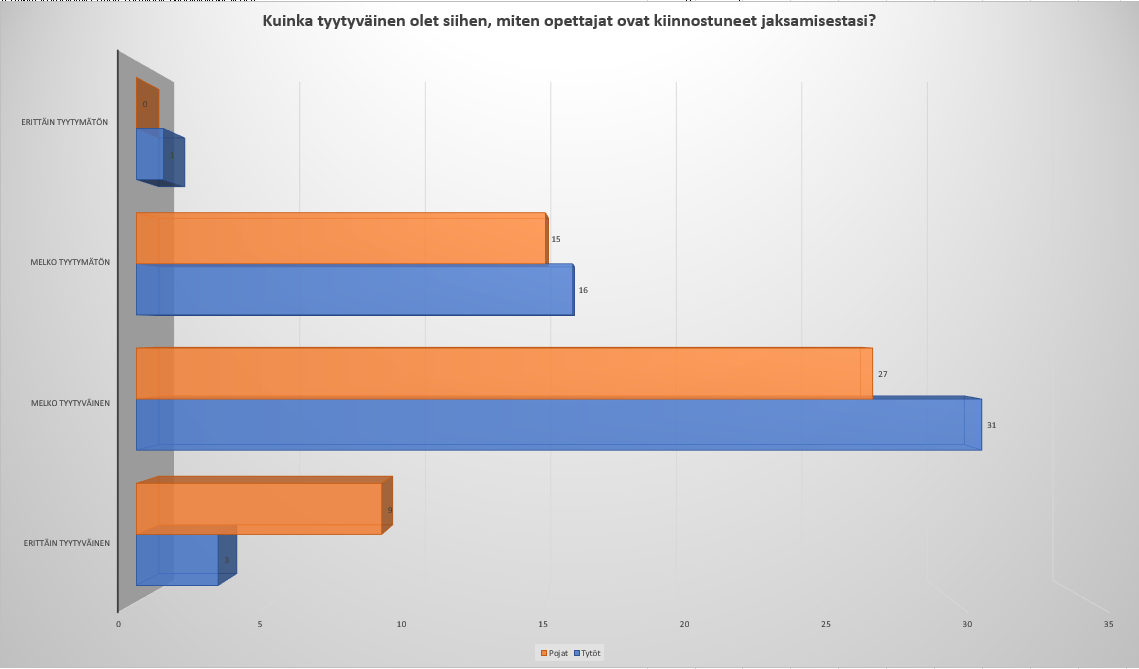 Kuinka tyytyväinen olet siihen, miten opettajat ovat kiinnostuneet jaksamisestasi?
ERITTÄIN TYYTYMÄTÖN
0
1
MELKO TYYTYMÄTÖN
15
16
MELKO TYYTYVÄINEN
27
31
ERITTÄIN TYYTYVÄINEN
9
3
0 5 10 15 20 25 30 35
Pojat Tytöt